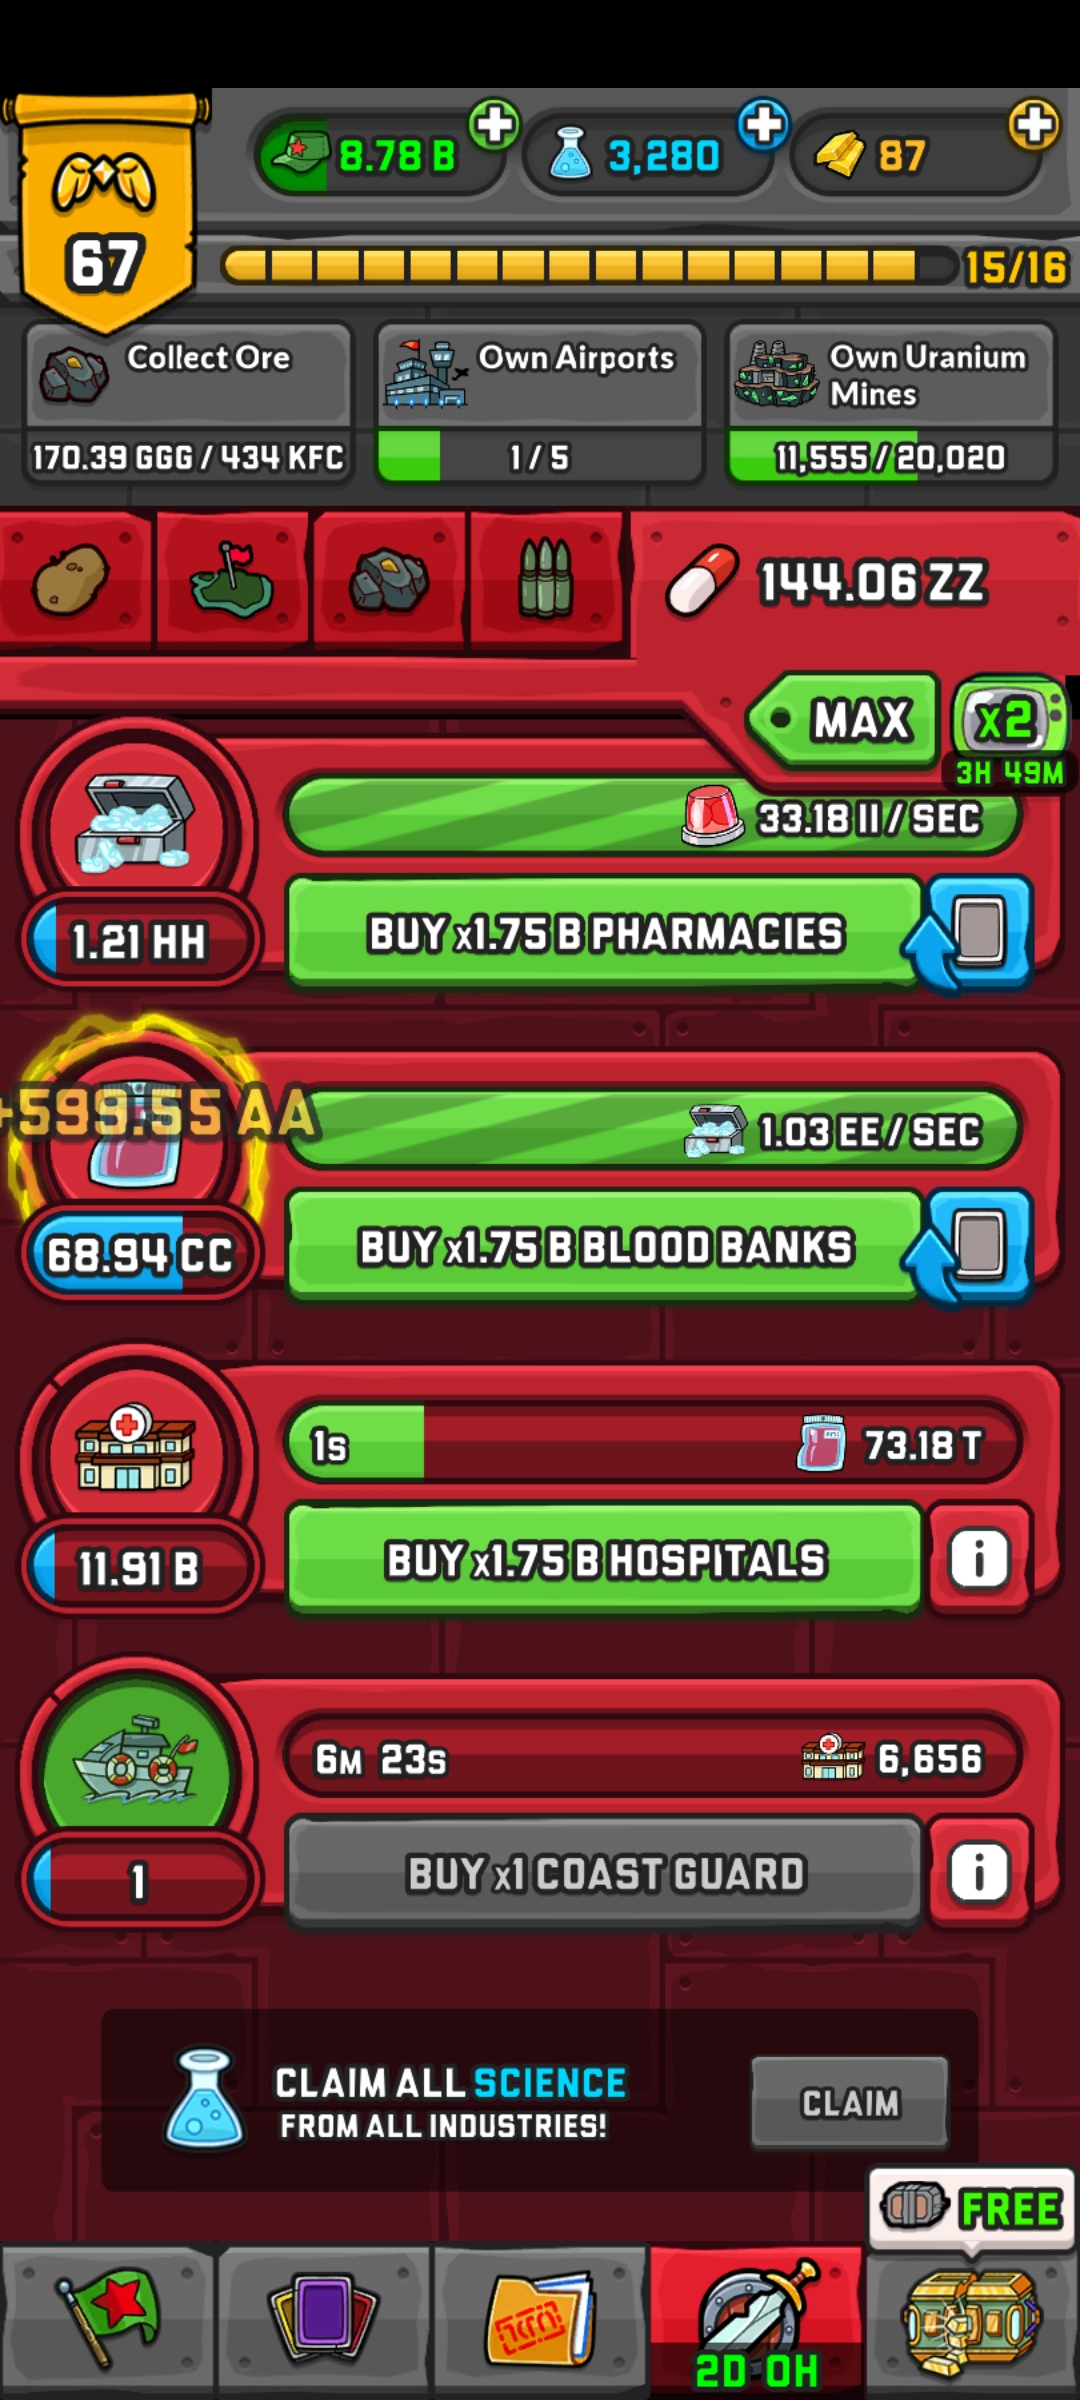 8.78 B
3,280
87
67
15/16
Collect Ore
Own Airports
Own Uranium
Mines
170.39 GGG / 434 KFC
1 / 5
11,555 / 20,020
144.06 ZZ
MAX
x2
3H 49M
33.18 II / SEC
1.21 HH
BUY x1.75 B PHARMACIES
+599.55 AA
1.03 EE / SEC
68.94 CC
BUY x1.75 B BLOOD BANKS
1s
73.18 T
11.91 B
BUY x1.75 B HOSPITALS
i
6M 23s
6,656
1
BUY x1 COAST GUARD
i
CLAIM ALL SCIENCE
FROM ALL INDUSTRIES!
CLAIM
FREE
2D 0H